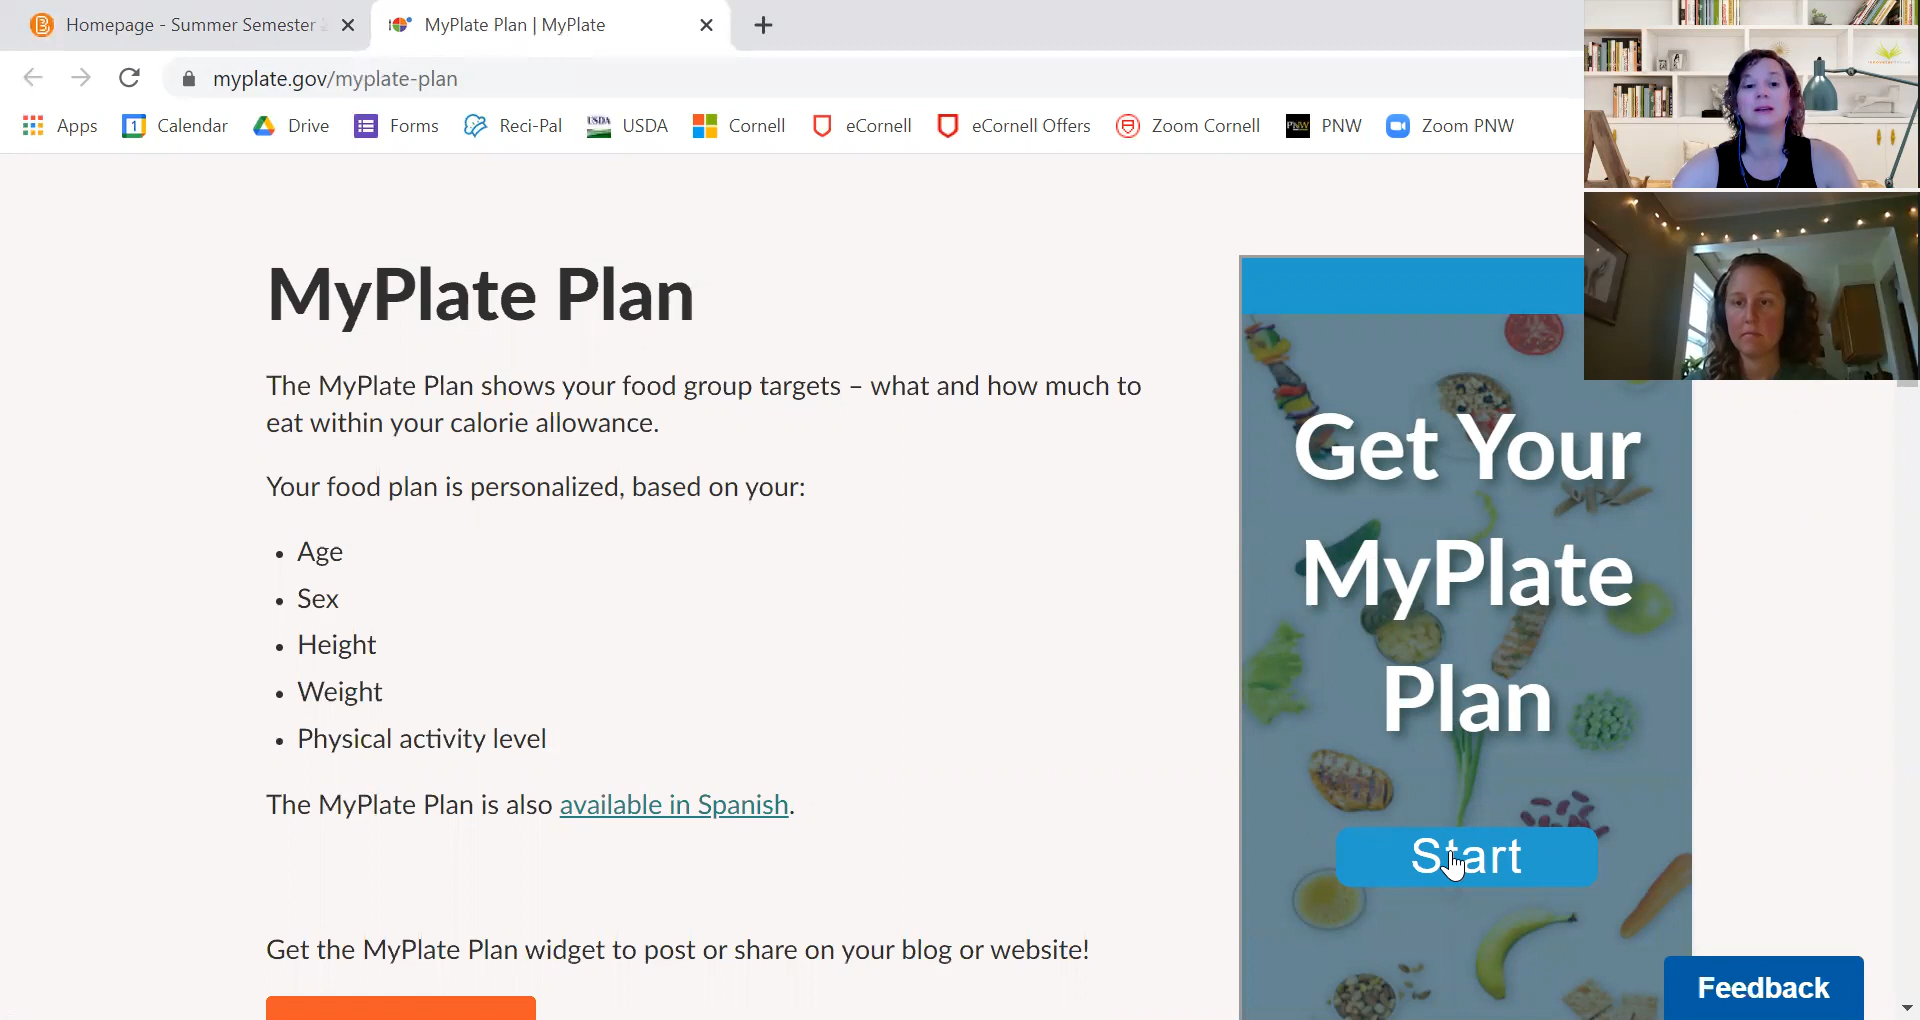 Homepage - Summer Semester
MyPlate Plan | MyPlate
myplate.gov/myplate-plan
Apps
1 Calendar
Drive
Forms
Reci-Pal
USDA USDA
Cornell
eCornell
eCornell Offers
Zoom Cornell
PNW PNW
Zoom PNW
MyPlate Plan
The MyPlate Plan shows your food group targets – what and how much to
eat within your calorie allowance.
Your food plan is personalized, based on your:
• Age
• Sex
• Height
• Weight
• Physical activity level
The MyPlate Plan is also available in Spanish.
Get the MyPlate Plan widget to post or share on your blog or website!
Get Your
MyPlate
Plan
Start
Feedback